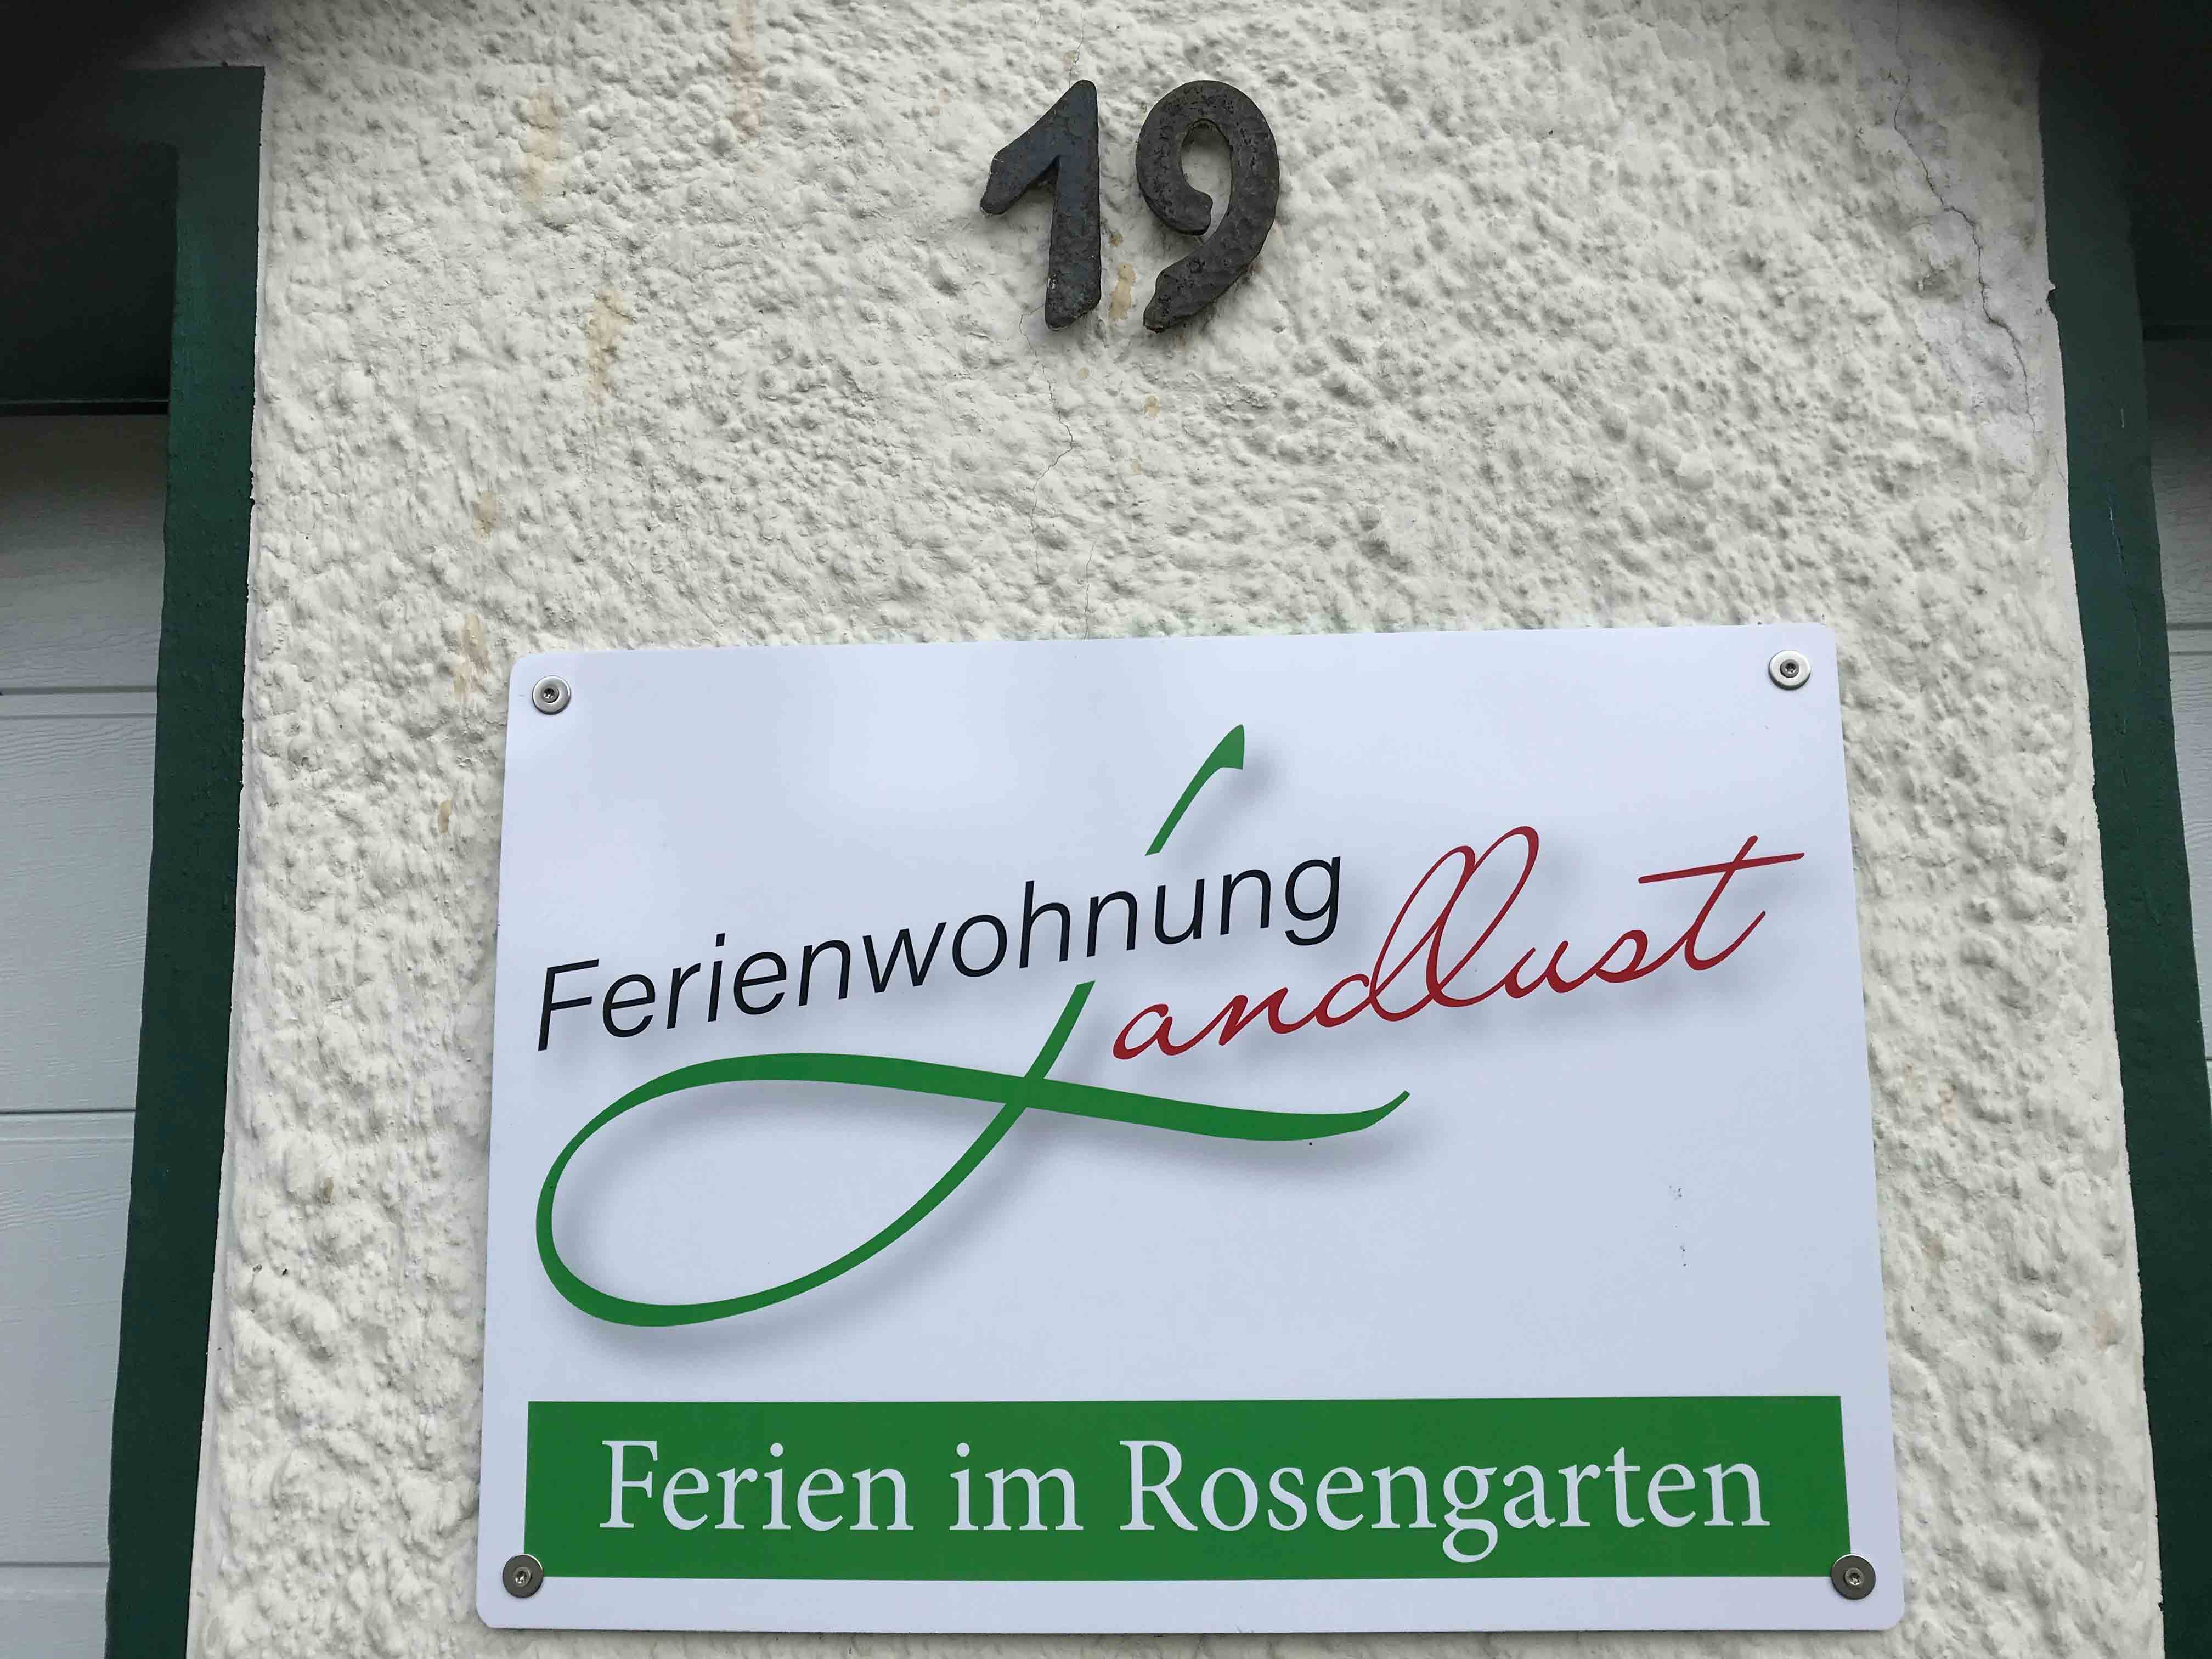 19
Ferienwohnung
Landlust
Ferien im Rosengarten